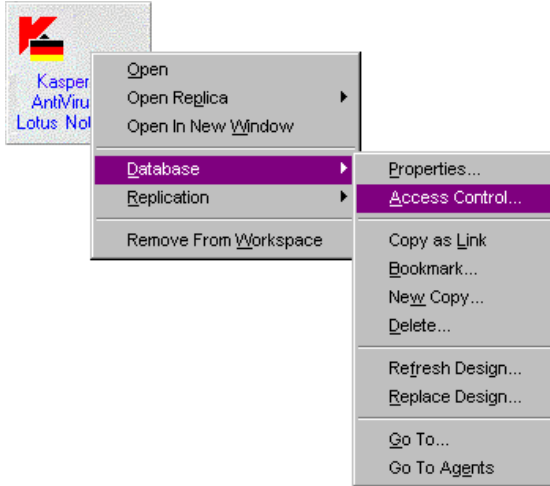 Kasper
AntiViru
Lotus Not
Open
Open Replica
Open In New Window
Database
Replication
Remove From Workspace
Properties...
Access Control...
Copy as Link
Bookmark...
New Copy...
Delete...
Refresh Design...
Replace Design...
Go To...
Go To Agents